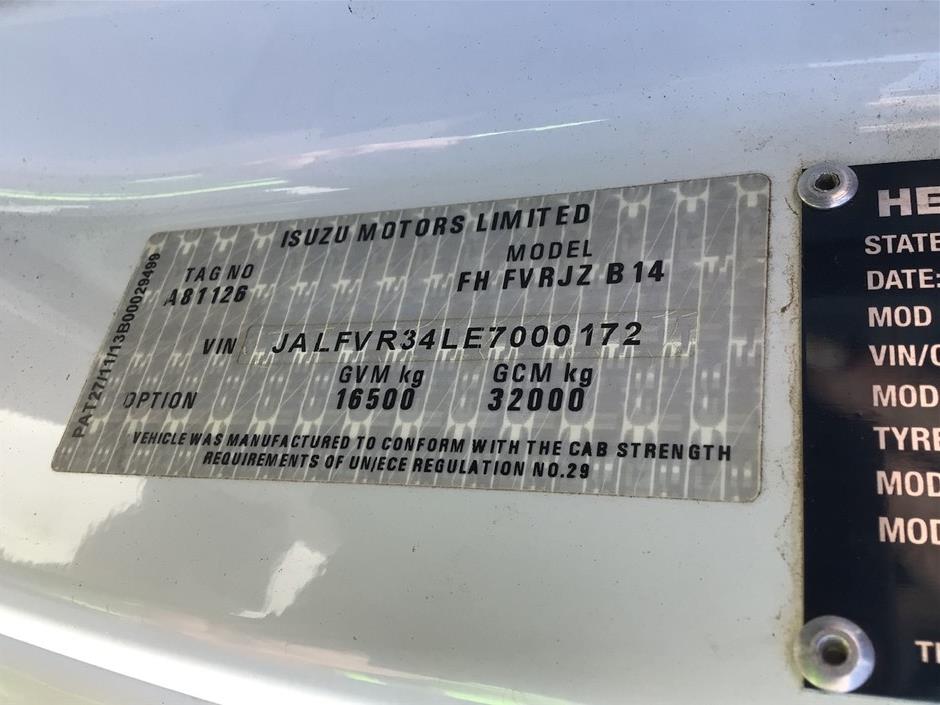 ISUZU MOTORS LIMITED
TAG NO
A81126
MODEL
FH FVRJZ B14
VIN JALFVR34LE7000172
OPTION
GVM kg
16500
GCM kg
32000
VEHICLE WAS MANUFACTURED TO CONFORM WITH THE CAB STRENGTH
REQUIREMENTS OF UN/ECE REGULATION NO.29
PAT27/11/13B00029499
HE
STATE
DATE:
MOD
VIN/C
MOD
TYRE
MOD
MOD